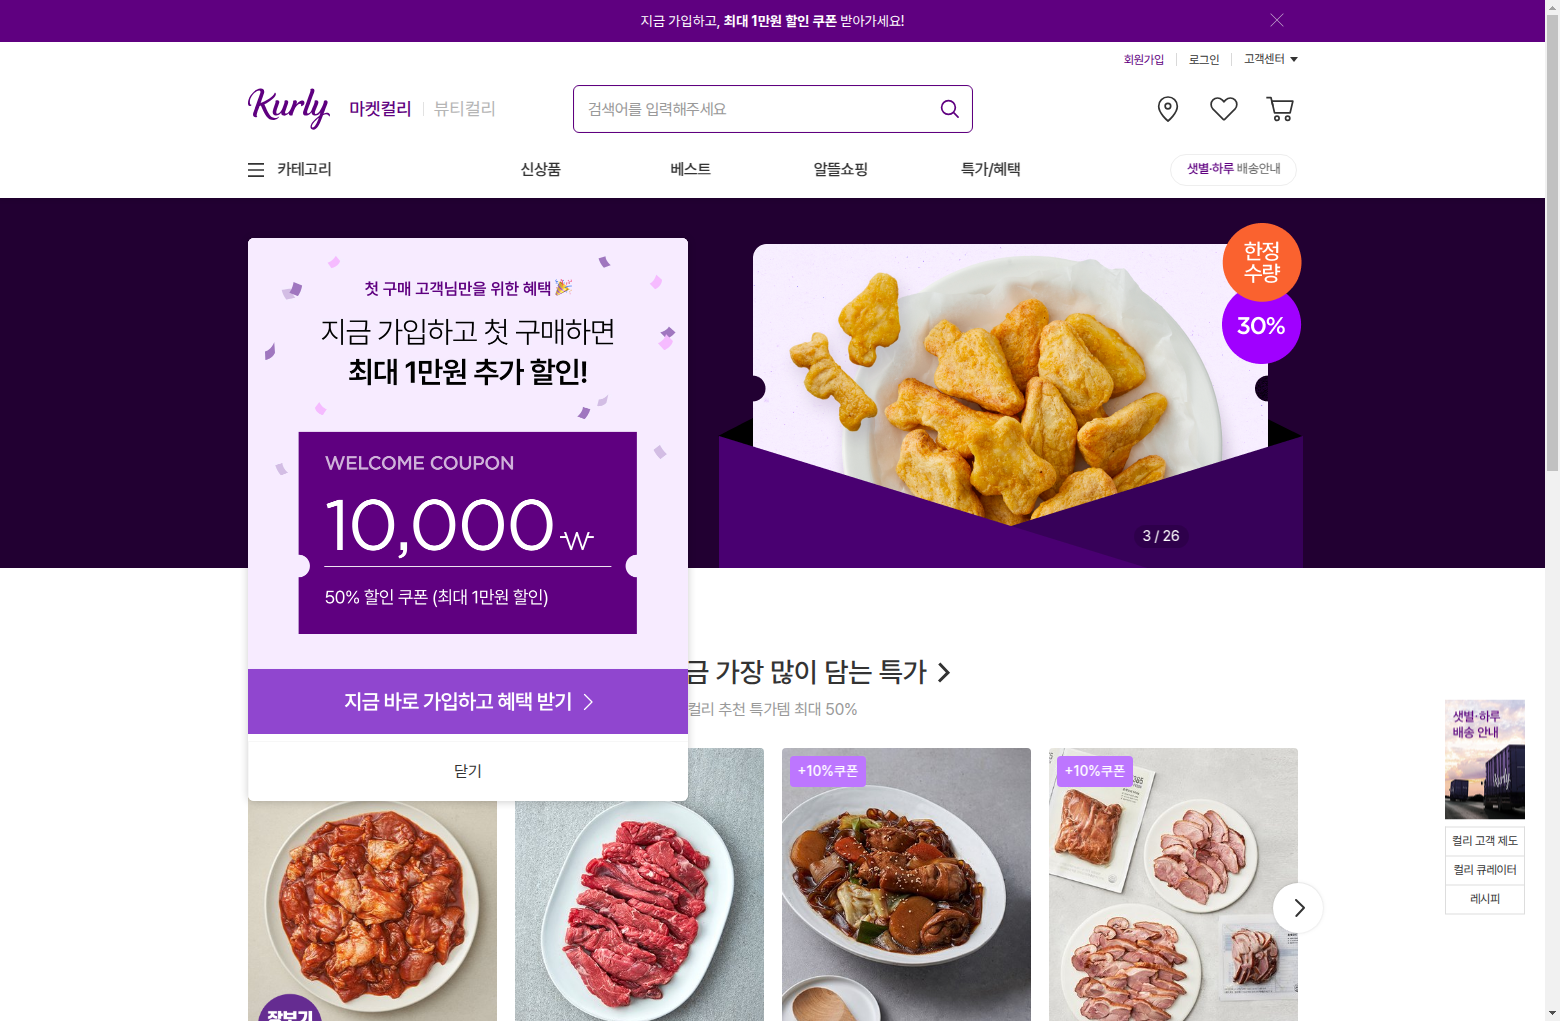 지금 가입하고, 최대 1만원 할인 쿠폰 받아가세요!
회원가입
로그인
고객센터
Kurly
마켓컬리
뷰티컬리
검색어를 입력해주세요
카테고리
신상품
베스트
알뜰쇼핑
특가/혜택
샛별·하루 배송안내
첫 구매 고객님만을 위한 혜택
지금 가입하고 첫 구매하면
최대 1만원 추가 할인!
WELCOME COUPON
10,000₩
50% 할인 쿠폰 (최대 1만원 할인)
지금 바로 가입하고 혜택 받기
닫기
한정
수량
30%
3 / 26
금 가장 많이 담는 특가
컬리 추천 특가템 최대 50%
+10%쿠폰
+10%쿠폰
잘보기
샛별·하루
배송 안내
Kurly
컬리 고객 제도
컬리 큐레이터
레시피